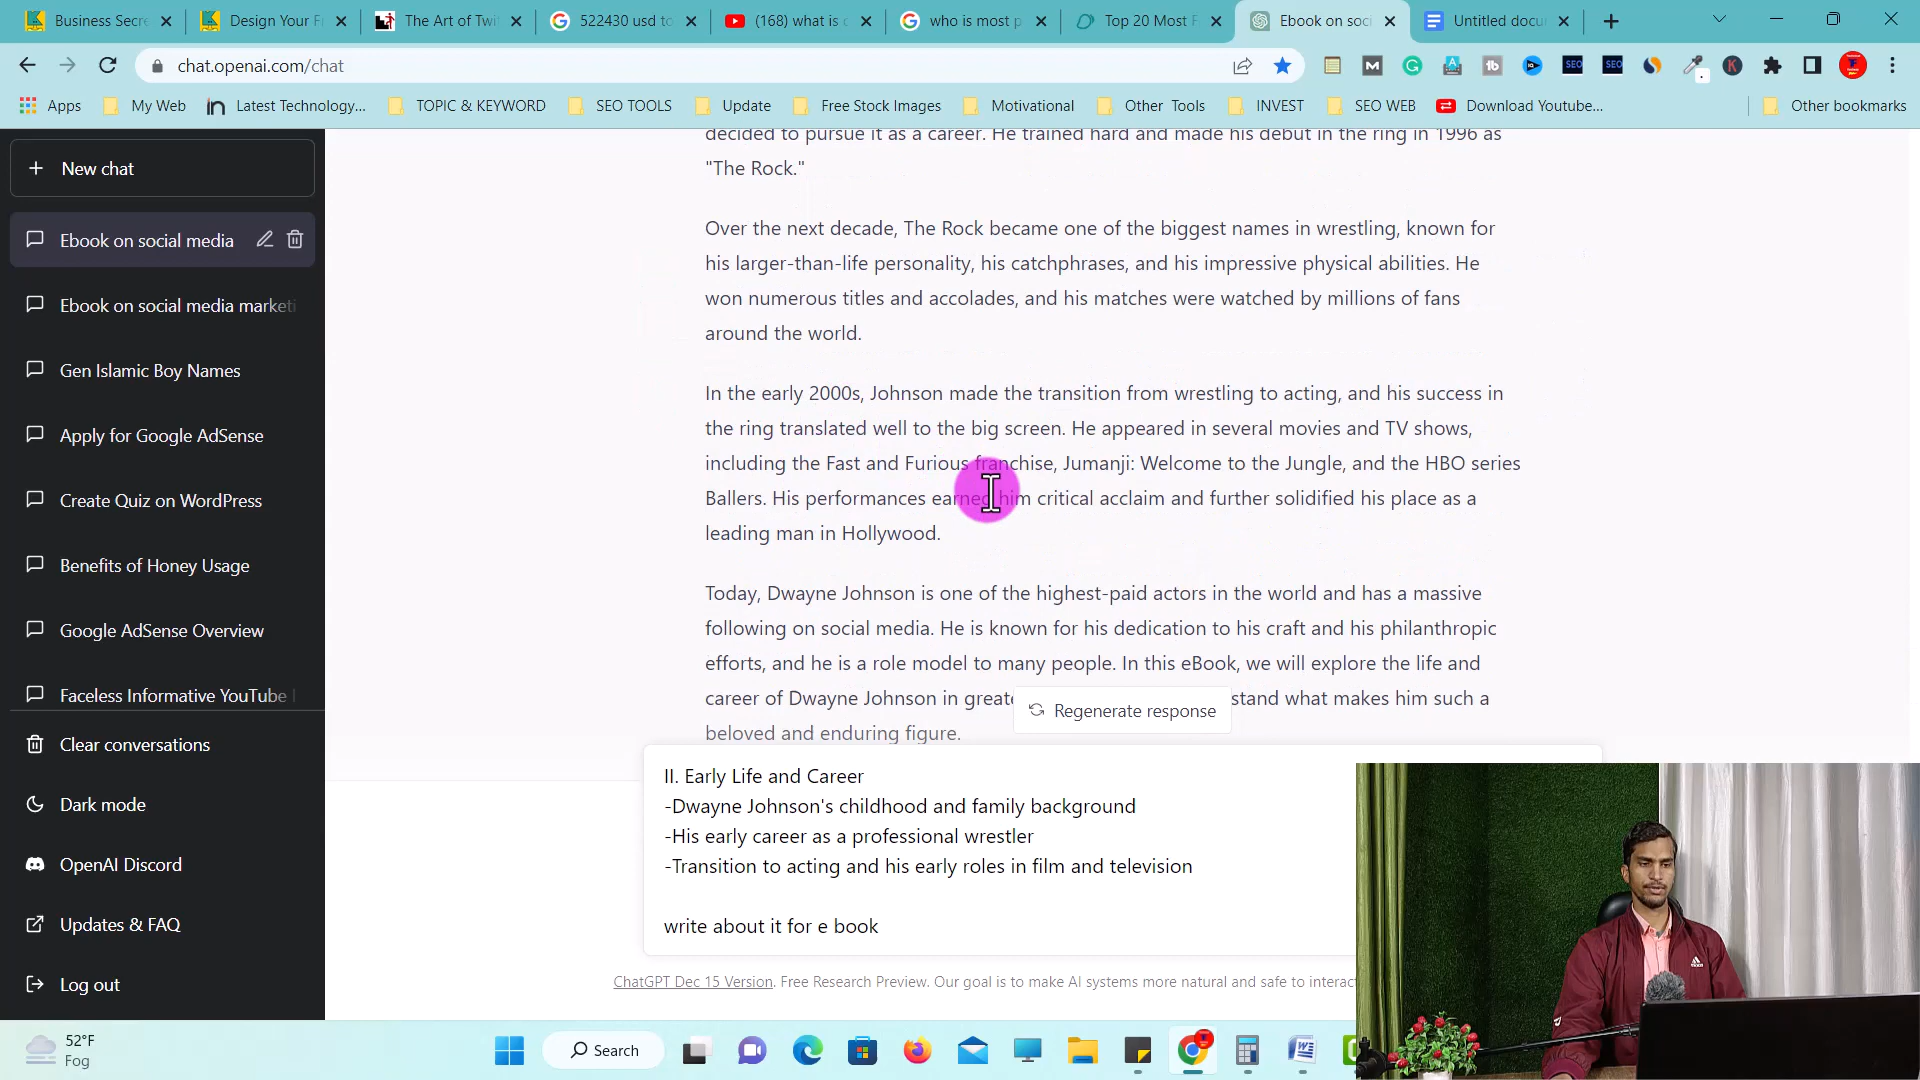 Business Secre
Design Your F
The Art of Twit
522430 usd to
(168) what is c
who is most p
Top 20 Most F
Ebook on soci
Untitled docu
chat.openai.com/chat
Apps
My Web
Latest Technology...
TOPIC & KEYWORD
SEO TOOLS
Update
Free Stock Images
Motivational
Other Tools
INVEST
SEO WEB
Download Youtube...
Other bookmarks
New chat
Ebook on social media
Ebook on social media marketi
Gen Islamic Boy Names
Apply for Google AdSense
Create Quiz on WordPress
Benefits of Honey Usage
Google AdSense Overview
Faceless Informative YouTube
Clear conversations
Dark mode
OpenAI Discord
Updates & FAQ
Log out
decided to pursue it as a career. He trained hard and made his debut in the ring in 1996 as
"The Rock."
Over the next decade, The Rock became one of the biggest names in wrestling, known for
his larger-than-life personality, his catchphrases, and his impressive physical abilities. He
won numerous titles and accolades, and his matches were watched by millions of fans
around the world.
In the early 2000s, Johnson made the transition from wrestling to acting, and his success in
the ring translated well to the big screen. He appeared in several movies and TV shows,
including the Fast and Furious franchise, Jumanji: Welcome to the Jungle, and the HBO series
Ballers. His performances earned him critical acclaim and further solidified his place as a
leading man in Hollywood.
Today, Dwayne Johnson is one of the highest-paid actors in the world and has a massive
following on social media. He is known for his dedication to his craft and his philanthropic
efforts, and he is a role model to many people. In this eBook, we will explore the life and
career of Dwayne Johnson in greate stand what makes him such a
Regenerate response
beloved and enduring figure.
II. Early Life and Career
-Dwayne Johnson's childhood and family background
-His early career as a professional wrestler
-Transition to acting and his early roles in film and television
write about it for e book
ChatGPT Dec 15 Version. Free Research Preview. Our goal is to make AI systems more natural and safe to interac
52°F
Fog
Search